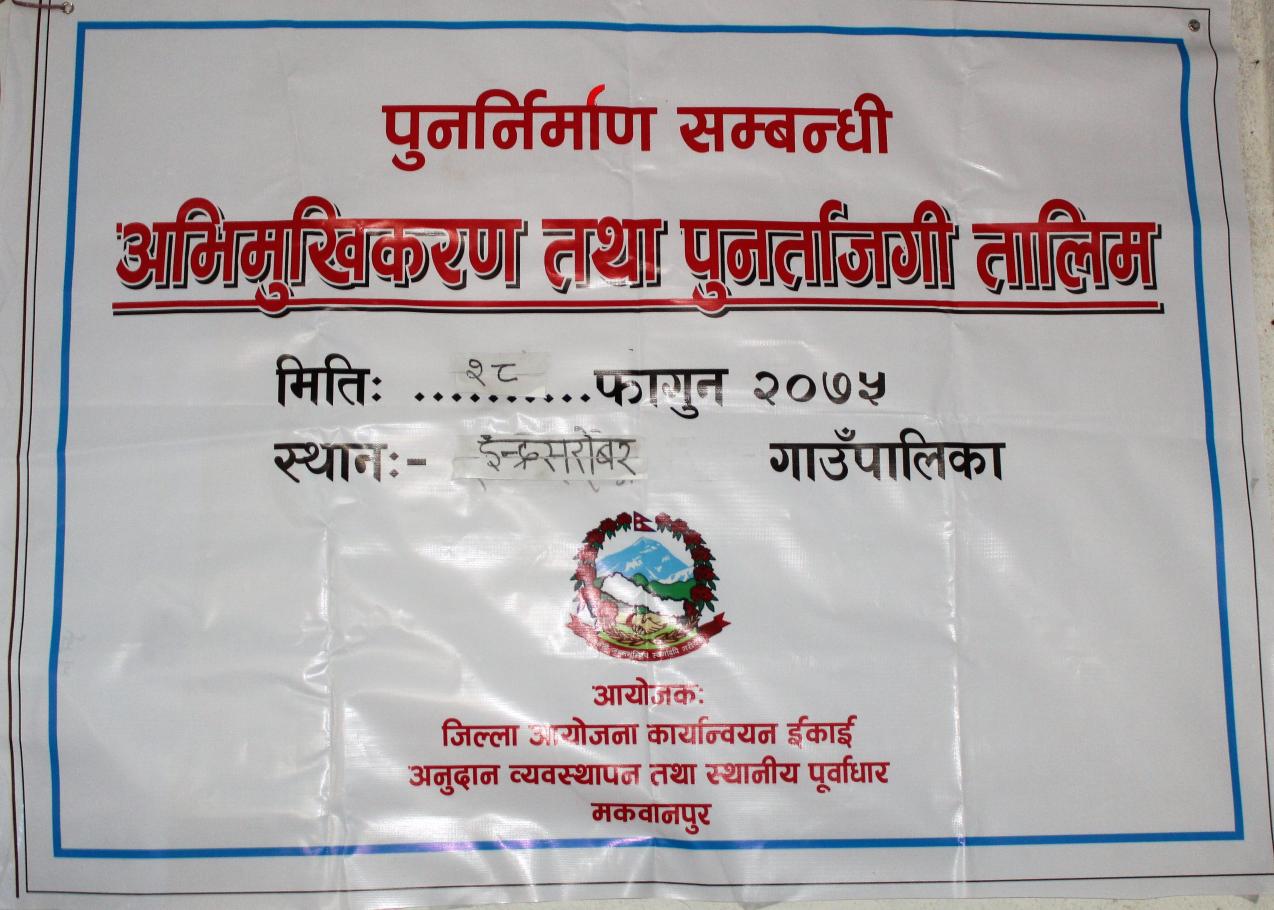 पुनर्निर्माण सम्बन्धी
अभिमुखिकरण तथा पुनर्ताजगी तालिम
मितिः ..........२८ फागुन २०७५
स्थानः- ईन्द्रसरोबर गाउँपालिका
आयोजकः
जिल्ला आयोजना कार्यान्वयन ईकाई
अनुदान व्यवस्थापन तथा स्थानीय पूर्वाधार
मकवानपुर